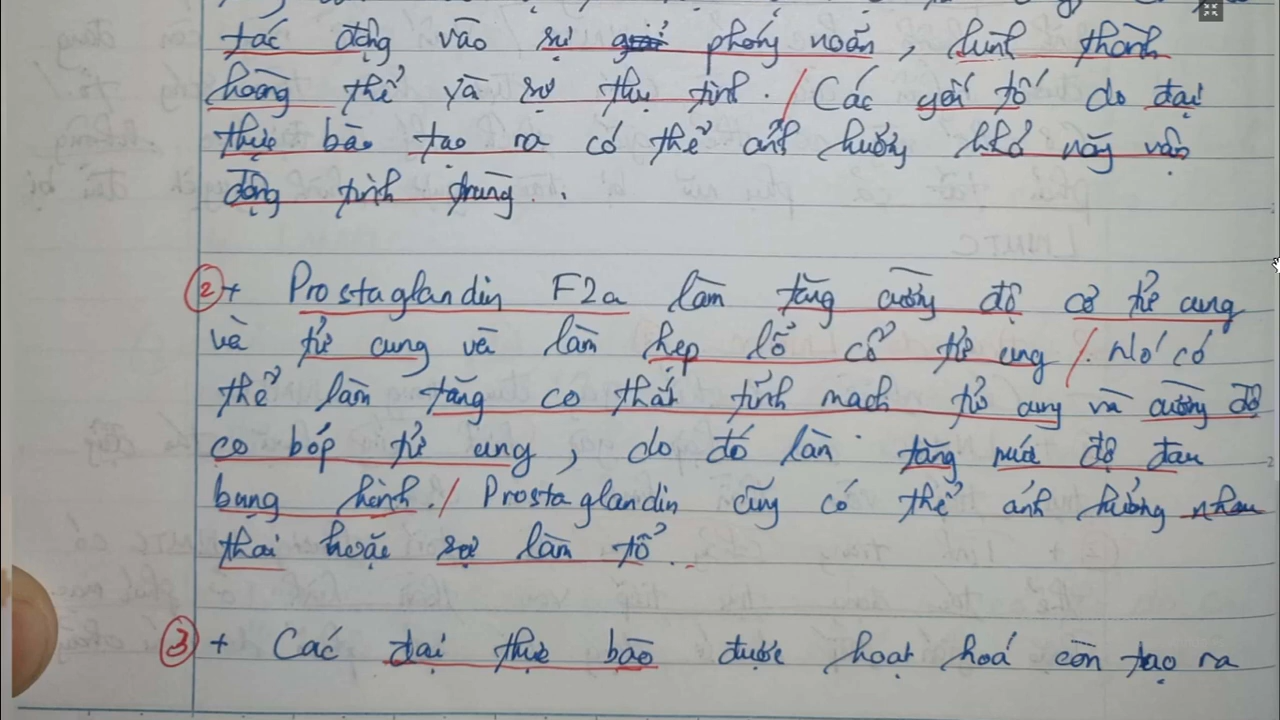 tác động vào sự phóng noãn, hình thành
hoàng thể và sự thụ tinh. / Các yếu tố do đại
thực bào tạo ra có thể ảnh hưởng khả năng vận
động tinh trùng.
② + Prostaglandin F2a làm tăng cường độ cơ tử cung
và tử cung và làm hẹp lỗ cổ tử cung /. Nó có
thể làm tăng co thắt tĩnh mạch tử cung và cường độ
co bóp tử cung, do đó làm tăng mức độ đau
bụng kinh. / Prostaglandin cũng có thể ảnh hưởng
thai hoặc sự làm tổ.
③ + Các đại thực bào được hoạt hoá còn tạo ra